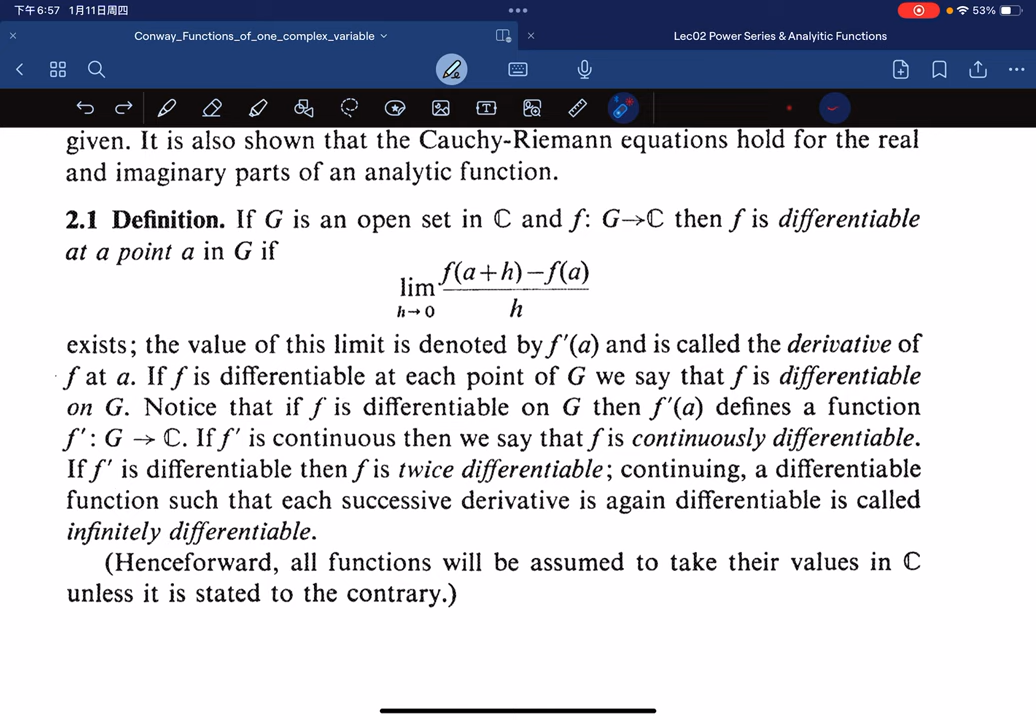 下午6:57 1月11日周四
53%
Conway_Functions_of_one_complex_variable
Lec02 Power Series & Analyitic Functions
given. It is also shown that the Cauchy-Riemann equations hold for the real
and imaginary parts of an analytic function.
2.1 Definition. If G is an open set in ℂ and f: G→ℂ then f is differentiable
at a point a in G if
lim h→0 f(a+h)−f(a) / h
exists; the value of this limit is denoted by f′(a) and is called the derivative of
f at a. If f is differentiable at each point of G we say that f is differentiable
on G. Notice that if f is differentiable on G then f′(a) defines a function
f′: G → ℂ. If f′ is continuous then we say that f is continuously differentiable.
If f′ is differentiable then f is twice differentiable; continuing, a differentiable
function such that each successive derivative is again differentiable is called
infinitely differentiable.
(Henceforward, all functions will be assumed to take their values in ℂ
unless it is stated to the contrary.)